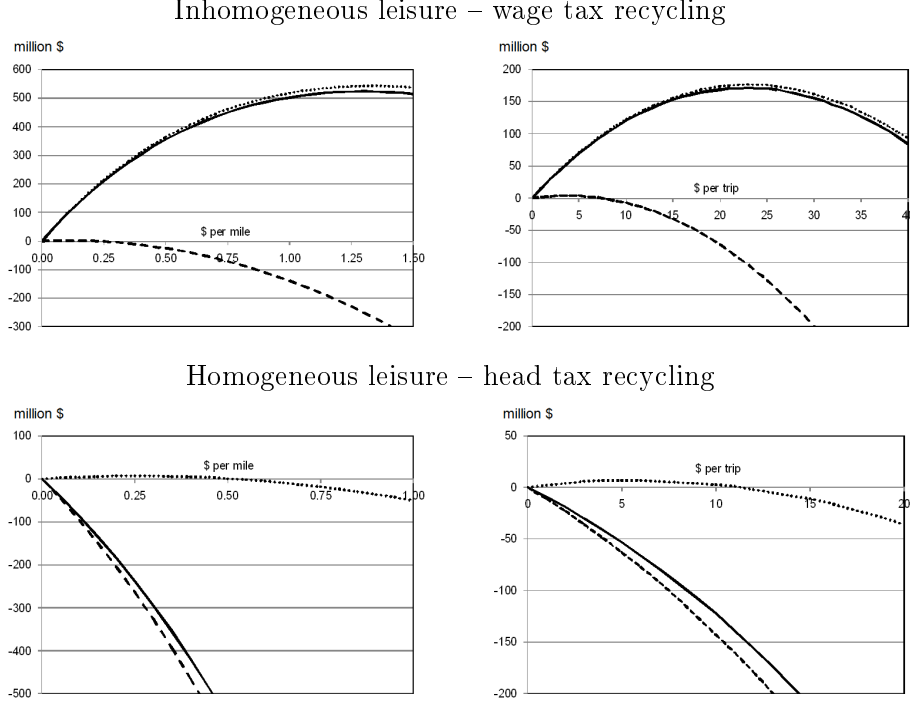 Inhomogeneous leisure – wage tax recycling
million $
600
500
400
300
200
100
0
-100
-200
-300
$ per mile
0.00 0.25 0.50 0.75 1.00 1.25 1.50
million $
200
150
100
50
0
-50
-100
-150
-200
$ per trip
0 5 10 15 20 25 30 35 4
Homogeneous leisure – head tax recycling
million $
100
0
-100
-200
-300
-400
-500
$ per mile
0.00 0.25 0.50 0.75 1.00
million $
50
0
-50
-100
-150
-200
$ per trip
0 5 10 15 20